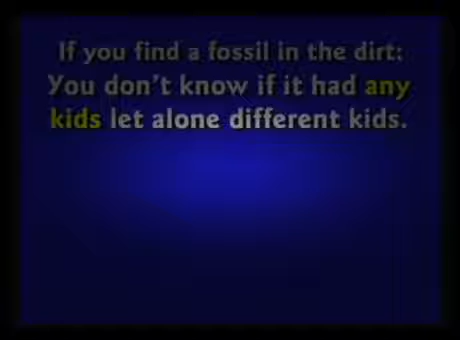 If you find a fossil in the dirt:
You don't know if it had any
kids let alone different kids.